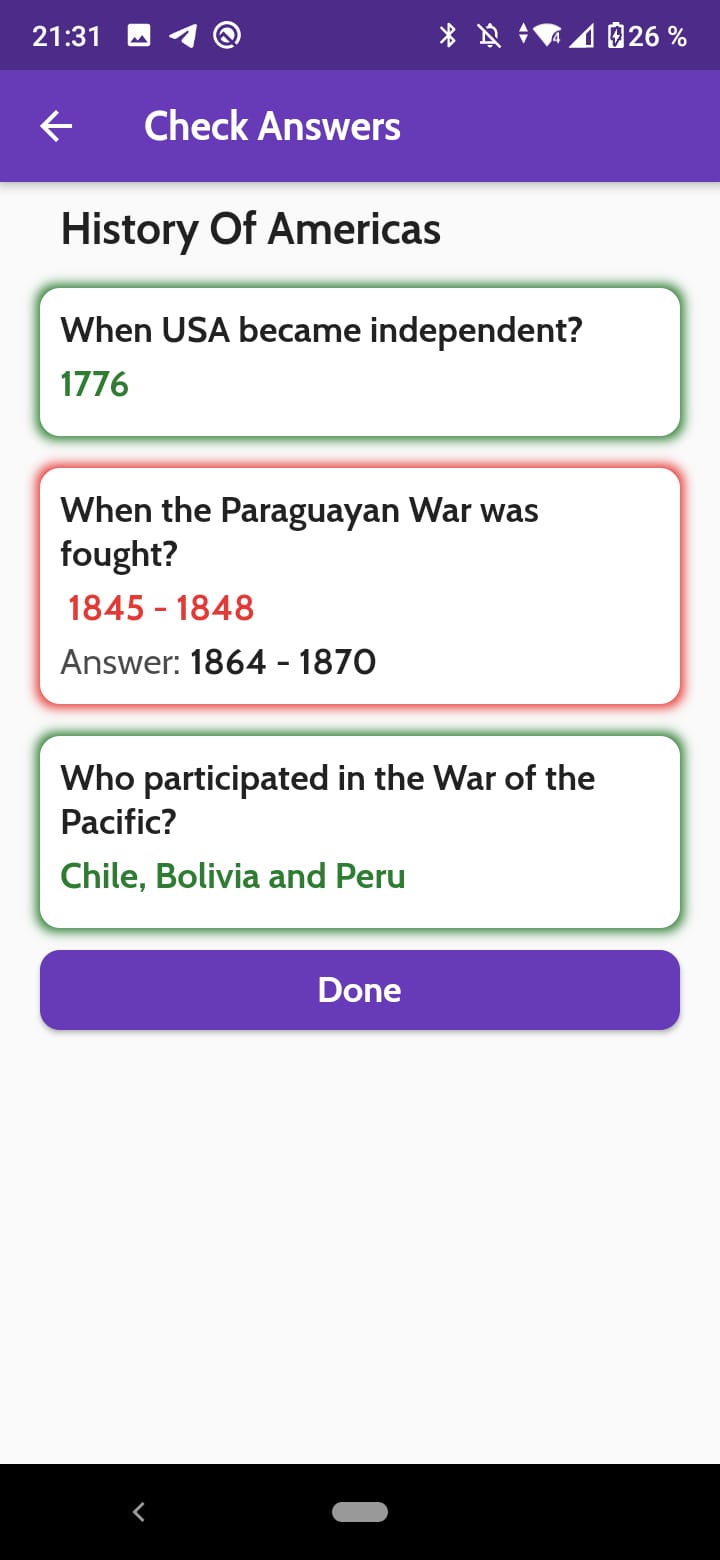 21:31
26 %
Check Answers
History Of Americas
When USA became independent?
1776
When the Paraguayan War was
fought?
1845 - 1848
Answer: 1864 - 1870
Who participated in the War of the
Pacific?
Chile, Bolivia and Peru
Done